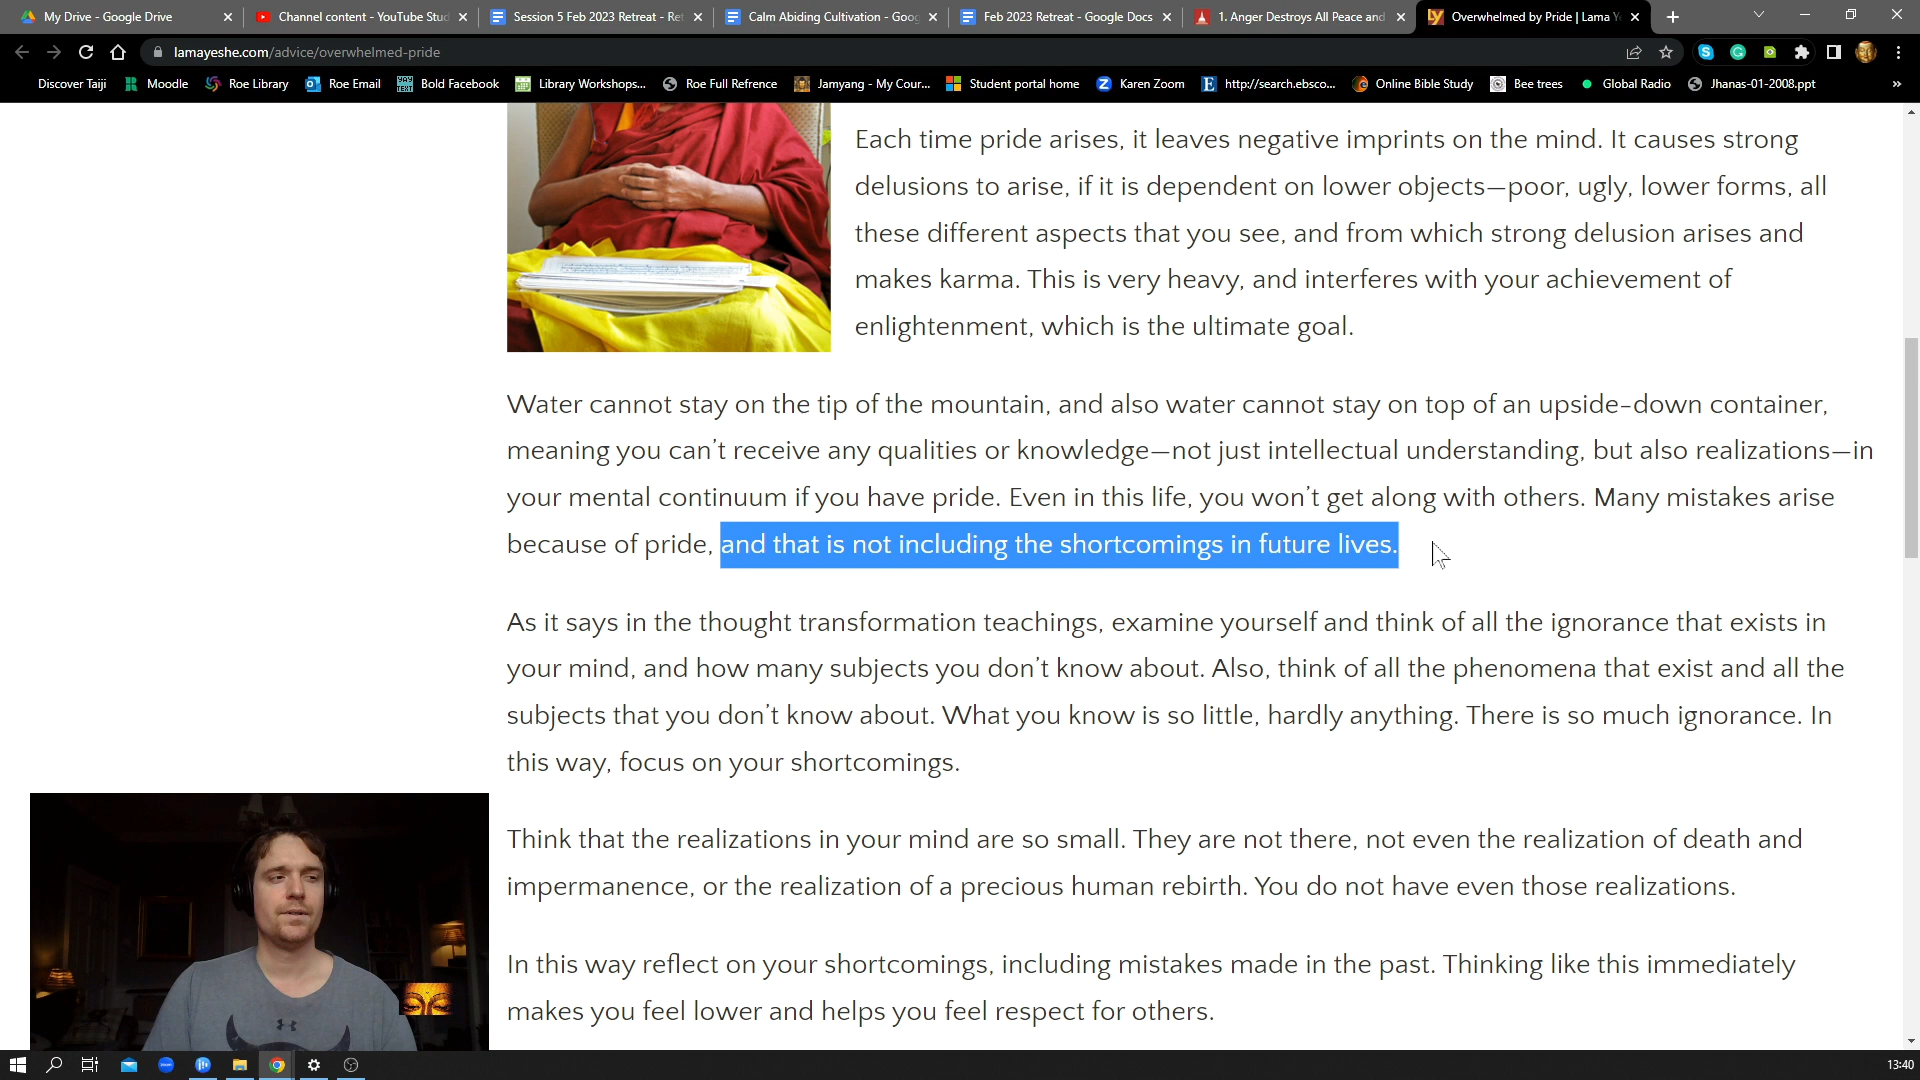 My Drive - Google Drive
Channel content - YouTube Stud
Session 5 Feb 2023 Retreat - Ret
Calm Abiding Cultivation - Goog
Feb 2023 Retreat - Google Docs
1. Anger Destroys All Peace and
Overwhelmed by Pride | Lama Y
lamayeshe.com/advice/overwhelmed-pride
Discover Taiji
Moodle
Roe Library
Roe Email
Bold Facebook
Library Workshops...
Roe Full Refrence
Jamyang - My Cour...
Student portal home
Karen Zoom
http://search.ebsco...
Online Bible Study
Bee trees
Global Radio
Jhanas-01-2008.ppt
Each time pride arises, it leaves negative imprints on the mind. It causes strong
delusions to arise, if it is dependent on lower objects—poor, ugly, lower forms, all
these different aspects that you see, and from which strong delusion arises and
makes karma. This is very heavy, and interferes with your achievement of
enlightenment, which is the ultimate goal.
Water cannot stay on the tip of the mountain, and also water cannot stay on top of an upside-down container,
meaning you can’t receive any qualities or knowledge—not just intellectual understanding, but also realizations—in
your mental continuum if you have pride. Even in this life, you won’t get along with others. Many mistakes arise
because of pride, and that is not including the shortcomings in future lives.
As it says in the thought transformation teachings, examine yourself and think of all the ignorance that exists in
your mind, and how many subjects you don’t know about. Also, think of all the phenomena that exist and all the
subjects that you don’t know about. What you know is so little, hardly anything. There is so much ignorance. In
this way, focus on your shortcomings.
Think that the realizations in your mind are so small. They are not there, not even the realization of death and
impermanence, or the realization of a precious human rebirth. You do not have even those realizations.
In this way reflect on your shortcomings, including mistakes made in the past. Thinking like this immediately
makes you feel lower and helps you feel respect for others.
13:40